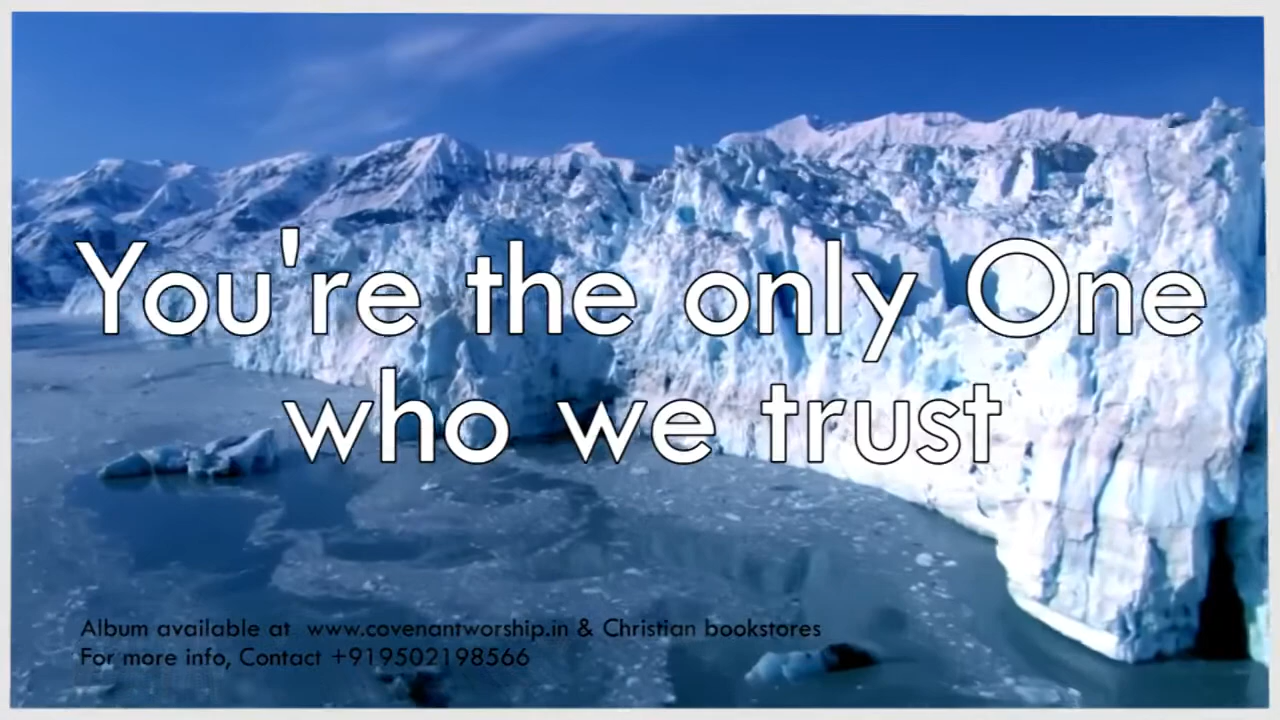 You're the only One
who we trust
Album available at www.covenantworship.in & Christian bookstores
For more info, Contact +919502198566